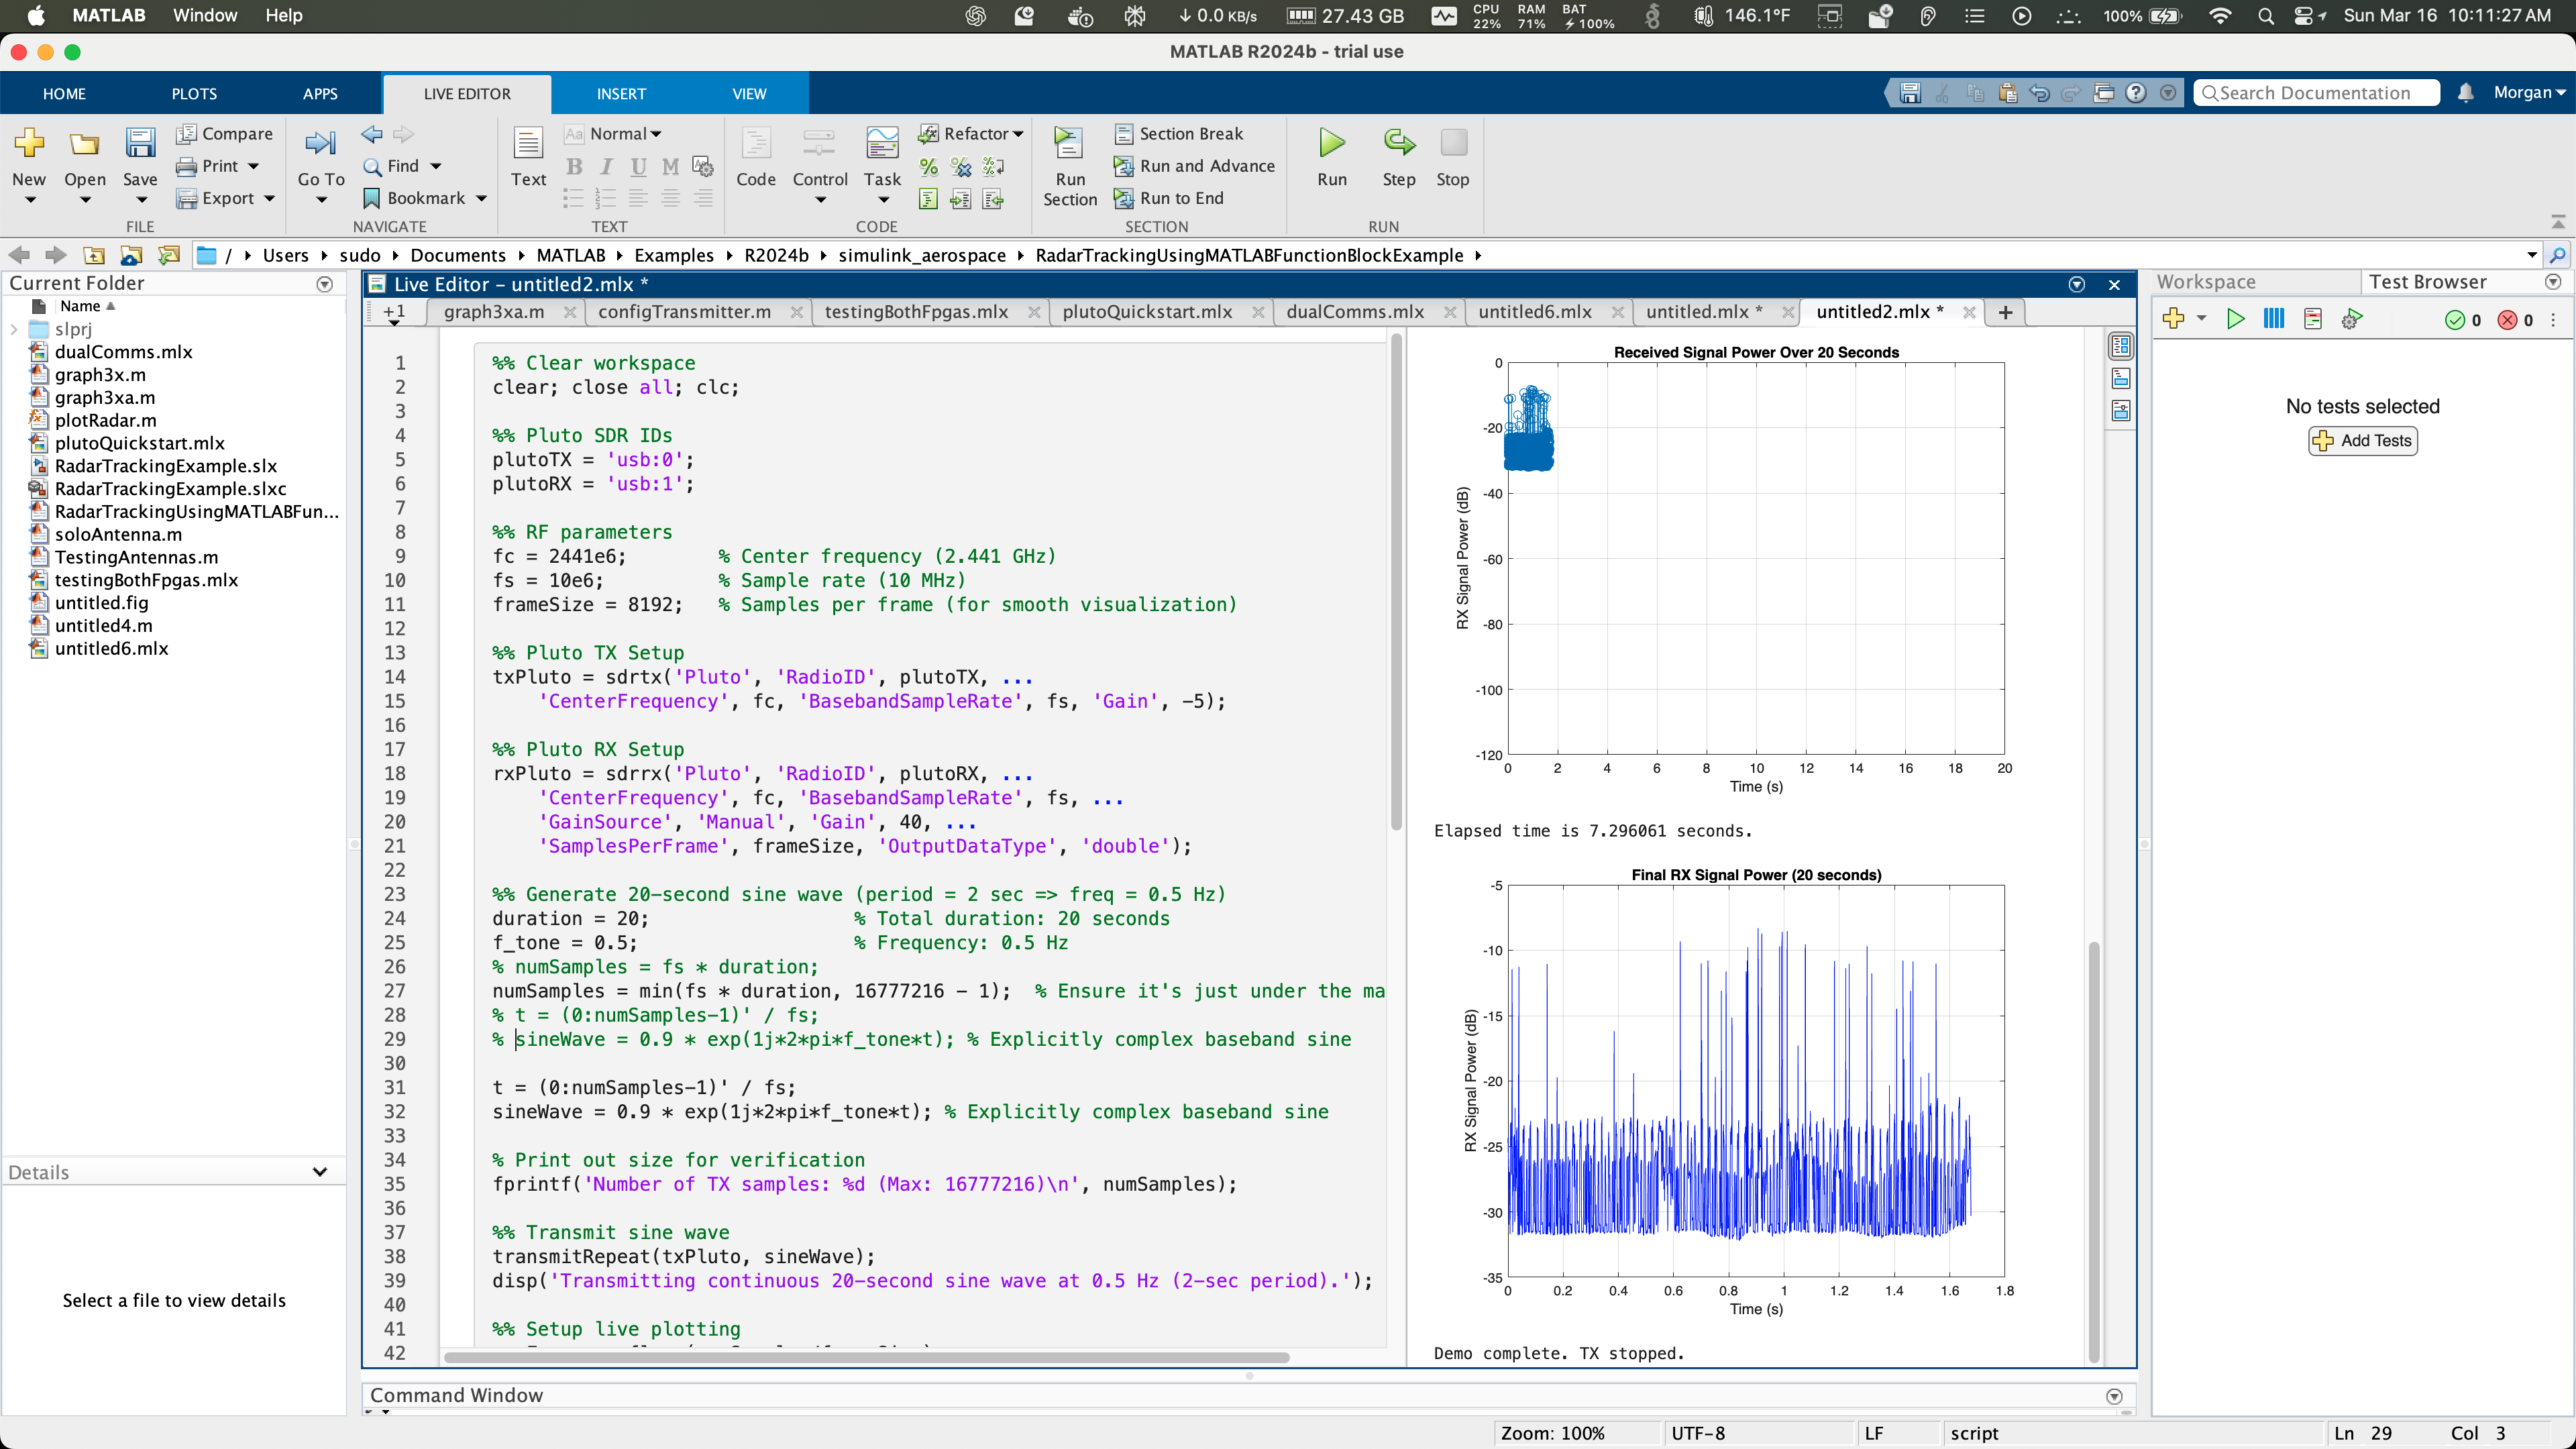 MATLAB Window Help
0.0 KB/s 27.43 GB CPU 22% RAM 71% BAT 100% 146.1°F 100% Sun Mar 16 10:11:27 AM
MATLAB R2024b - trial use
HOME PLOTS APPS LIVE EDITOR INSERT VIEW
Search Documentation Morgan
New Open Save Compare Print Export
Go To Find Bookmark
Text Aa Normal B I U M
Code Control Task Refactor
Run Section Section Break Run and Advance Run to End
Run Step Stop
FILE NAVIGATE TEXT CODE SECTION RUN
/ Users sudo Documents MATLAB Examples R2024b simulink_aerospace RadarTrackingUsingMATLABFunctionBlockExample
Current Folder
Name
slprj
dualComms.mlx
graph3x.m
graph3xa.m
plotRadar.m
plutoQuickstart.mlx
RadarTrackingExample.slx
RadarTrackingExample.slxc
RadarTrackingUsingMATLABFun...
soloAntenna.m
TestingAntennas.m
testingBothFpgas.mlx
untitled.fig
untitled4.m
untitled6.mlx
Details
Select a file to view details
Live Editor - untitled2.mlx *
+1 graph3xa.m configTransmitter.m testingBothFpgas.mlx plutoQuickstart.mlx dualComms.mlx untitled6.mlx untitled.mlx * untitled2.mlx * +
1 %% Clear workspace
2 clear; close all; clc;
3
4 %% Pluto SDR IDs
5 plutoTX = 'usb:0';
6 plutoRX = 'usb:1';
7
8 %% RF parameters
9 fc = 2441e6; % Center frequency (2.441 GHz)
10 fs = 10e6; % Sample rate (10 MHz)
11 frameSize = 8192; % Samples per frame (for smooth visualization)
12
13 %% Pluto TX Setup
14 txPluto = sdrtx('Pluto', 'RadioID', plutoTX, ...
15 'CenterFrequency', fc, 'BasebandSampleRate', fs, 'Gain', -5);
16
17 %% Pluto RX Setup
18 rxPluto = sdrrx('Pluto', 'RadioID', plutoRX, ...
19 'CenterFrequency', fc, 'BasebandSampleRate', fs, ...
20 'GainSource', 'Manual', 'Gain', 40, ...
21 'SamplesPerFrame', frameSize, 'OutputDataType', 'double');
22
23 %% Generate 20-second sine wave (period = 2 sec => freq = 0.5 Hz)
24 duration = 20; % Total duration: 20 seconds
25 f_tone = 0.5; % Frequency: 0.5 Hz
26 % numSamples = fs * duration;
27 numSamples = min(fs * duration, 16777216 - 1); % Ensure it's just under the ma
28 % t = (0:numSamples-1)' / fs;
29 % sineWave = 0.9 * exp(1j*2*pi*f_tone*t); % Explicitly complex baseband sine
30
31 t = (0:numSamples-1)' / fs;
32 sineWave = 0.9 * exp(1j*2*pi*f_tone*t); % Explicitly complex baseband sine
33
34 % Print out size for verification
35 fprintf('Number of TX samples: %d (Max: 16777216)\n', numSamples);
36
37 %% Transmit sine wave
38 transmitRepeat(txPluto, sineWave);
39 disp('Transmitting continuous 20-second sine wave at 0.5 Hz (2-sec period).');
40
41 %% Setup live plotting
42
Received Signal Power Over 20 Seconds
RX Signal Power (dB)
0
-20
-40
-60
-80
-100
-120
0 2 4 6 8 10 12 14 16 18 20
Time (s)
Elapsed time is 7.296061 seconds.
Final RX Signal Power (20 seconds)
RX Signal Power (dB)
-5
-10
-15
-20
-25
-30
-35
0 0.2 0.4 0.6 0.8 1 1.2 1.4 1.6 1.8
Time (s)
Demo complete. TX stopped.
Workspace Test Browser
0 0
No tests selected
Add Tests
Command Window
Zoom: 100% UTF-8 LF script Ln 29 Col 3